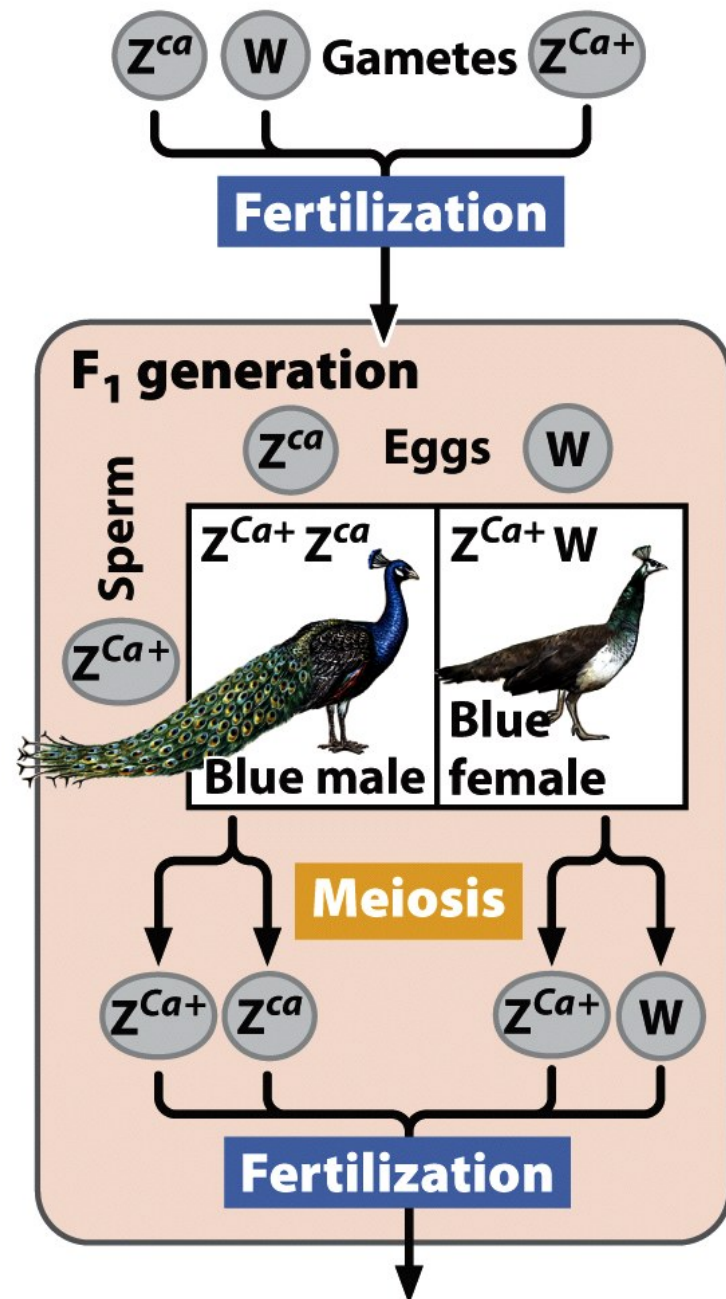 Z^ca W Gametes Z^Ca+
Fertilization
F₁ generation
Z^ca Eggs W
Sperm
Z^Ca+
Z^Ca+ Z^ca
Blue male
Z^Ca+ W
Blue
female
Meiosis
Z^Ca+ Z^ca Z^Ca+ W
Fertilization